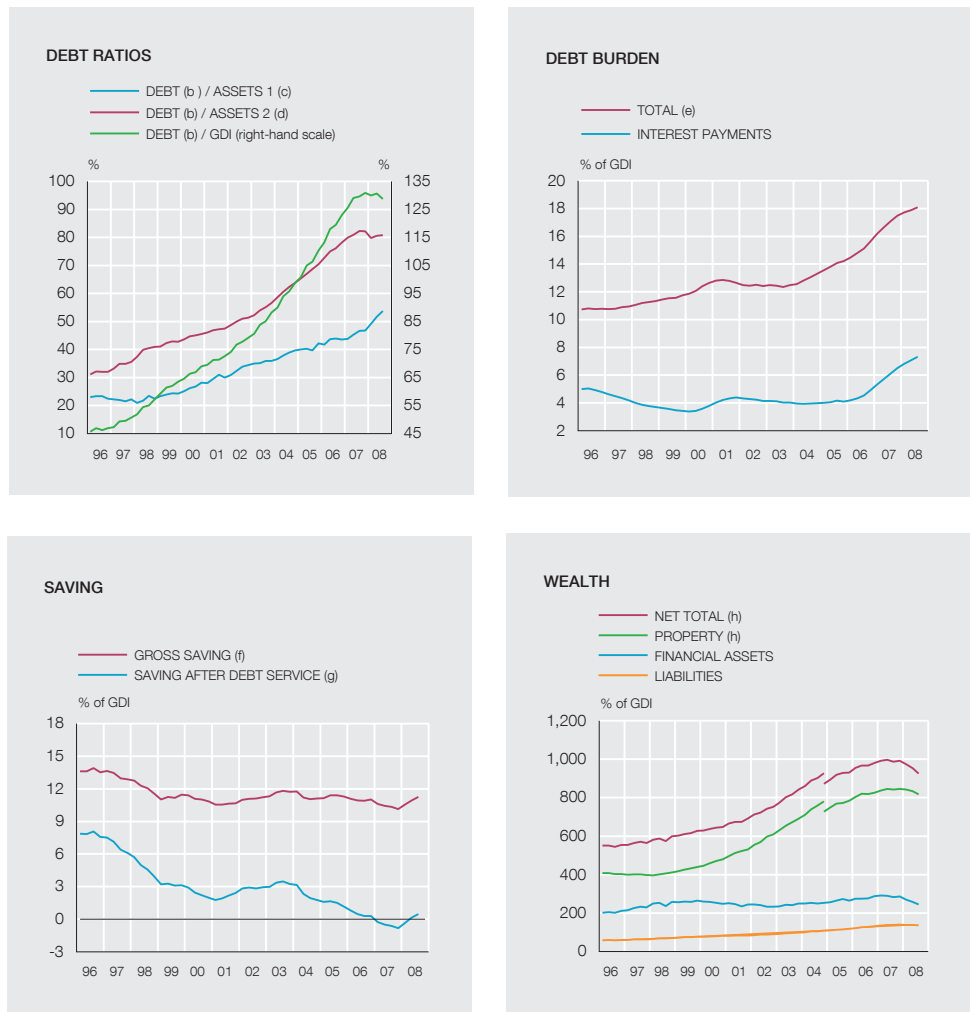 DEBT RATIOS
DEBT (b ) / ASSETS 1 (c)
DEBT (b) / ASSETS 2 (d)
DEBT (b) / GDI (right-hand scale)
% %
100 135
90 125
80 115
70 105
60 95
50 85
40 75
30 65
20 55
10 45
96 97 98 99 00 01 02 03 04 05 06 07 08
DEBT BURDEN
TOTAL (e)
INTEREST PAYMENTS
% of GDI
20
18
16
14
12
10
8
6
4
2
96 97 98 99 00 01 02 03 04 05 06 07 08
SAVING
GROSS SAVING (f)
SAVING AFTER DEBT SERVICE (g)
% of GDI
18
15
12
9
6
3
0
-3
96 97 98 99 00 01 02 03 04 05 06 07 08
WEALTH
NET TOTAL (h)
PROPERTY (h)
FINANCIAL ASSETS
LIABILITIES
% of GDI
1,200
1,000
800
600
400
200
0
96 97 98 99 00 01 02 03 04 05 06 07 08